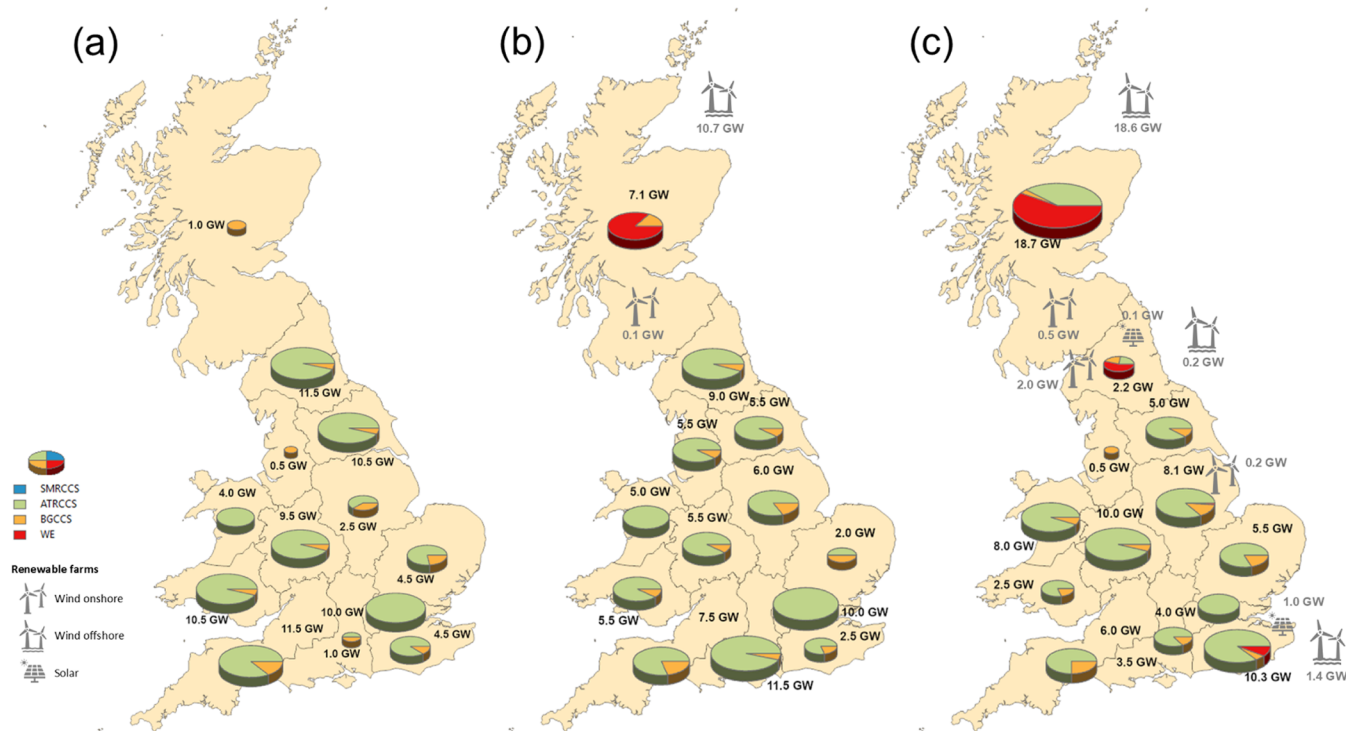 (a)
1.0 GW
11.5 GW
10.5 GW
0.5 GW
4.0 GW
9.5 GW
2.5 GW
4.5 GW
10.5 GW
10.0 GW
11.5 GW
4.5 GW
1.0 GW
SMRCCS
ATRCCS
BGCCS
WE
Renewable farms
Wind onshore
Wind offshore
Solar
(b)
10.7 GW
7.1 GW
0.1 GW
9.0 GW
5.5 GW
5.5 GW
6.0 GW
5.0 GW
5.5 GW
2.0 GW
5.5 GW
7.5 GW
10.0 GW
2.5 GW
11.5 GW
(c)
18.6 GW
18.7 GW
0.1 GW
0.5 GW
0.2 GW
2.0 GW
2.2 GW
5.0 GW
0.5 GW
8.1 GW
0.2 GW
10.0 GW
8.0 GW
5.5 GW
2.5 GW
4.0 GW
1.0 GW
6.0 GW
3.5 GW
10.3 GW
1.4 GW